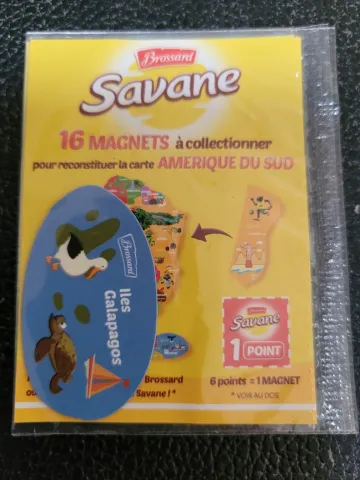 Brossard
Savane
16 MAGNETS à collectionner
pour reconstituer la carte AMERIQUE DU SUD
Brossard
Iles
Galapagos
Savane
1 POINT
Brossard
6 points = 1 MAGNET
ou
Savane ! *
* VOIR AU DOS